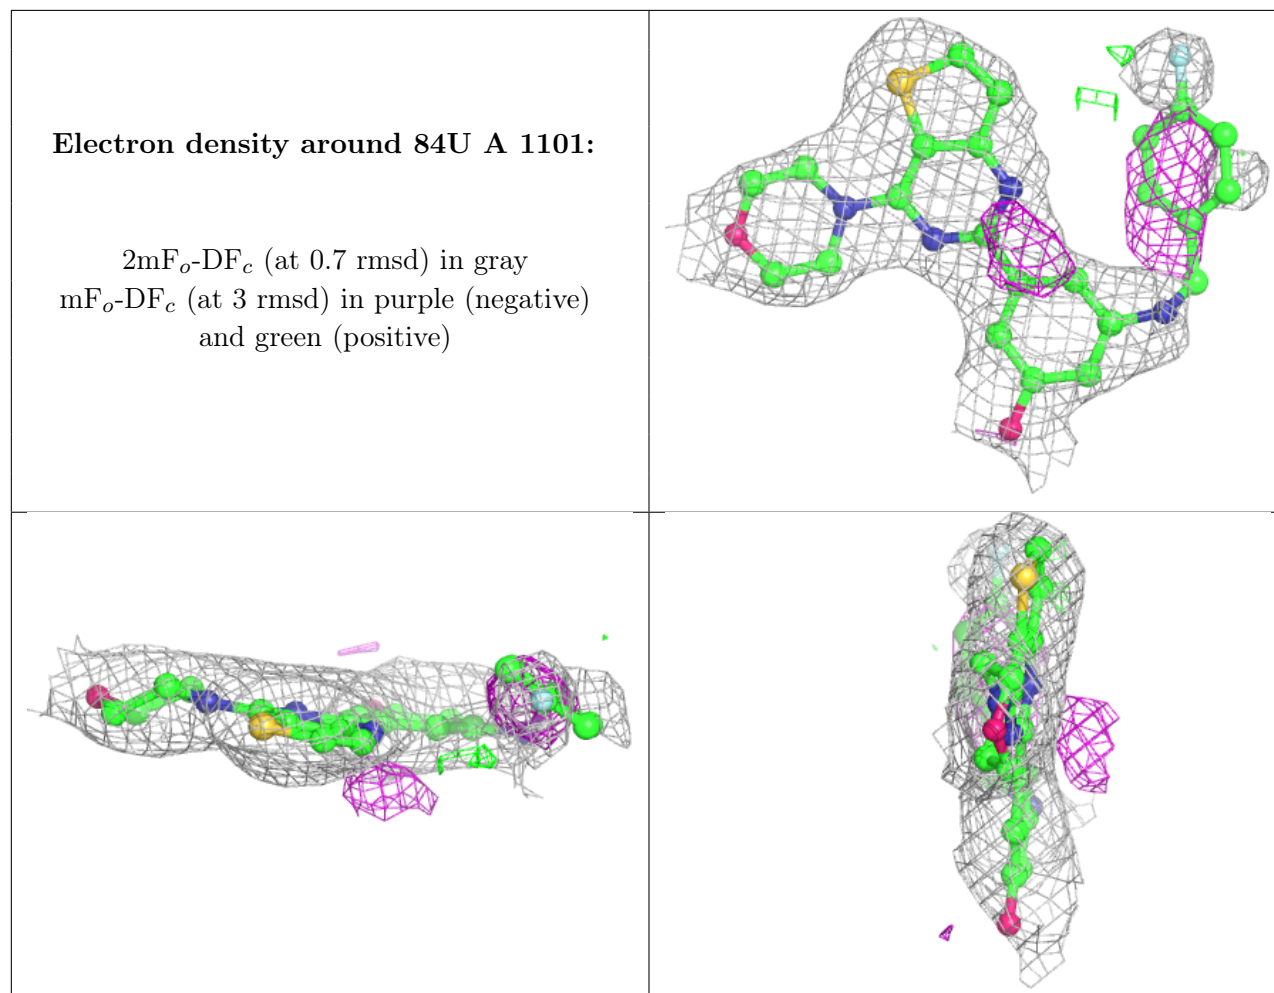 Electron density around 84U A 1101:
2mFo-DFc (at 0.7 rmsd) in gray
mFo-DFc (at 3 rmsd) in purple (negative)
and green (positive)